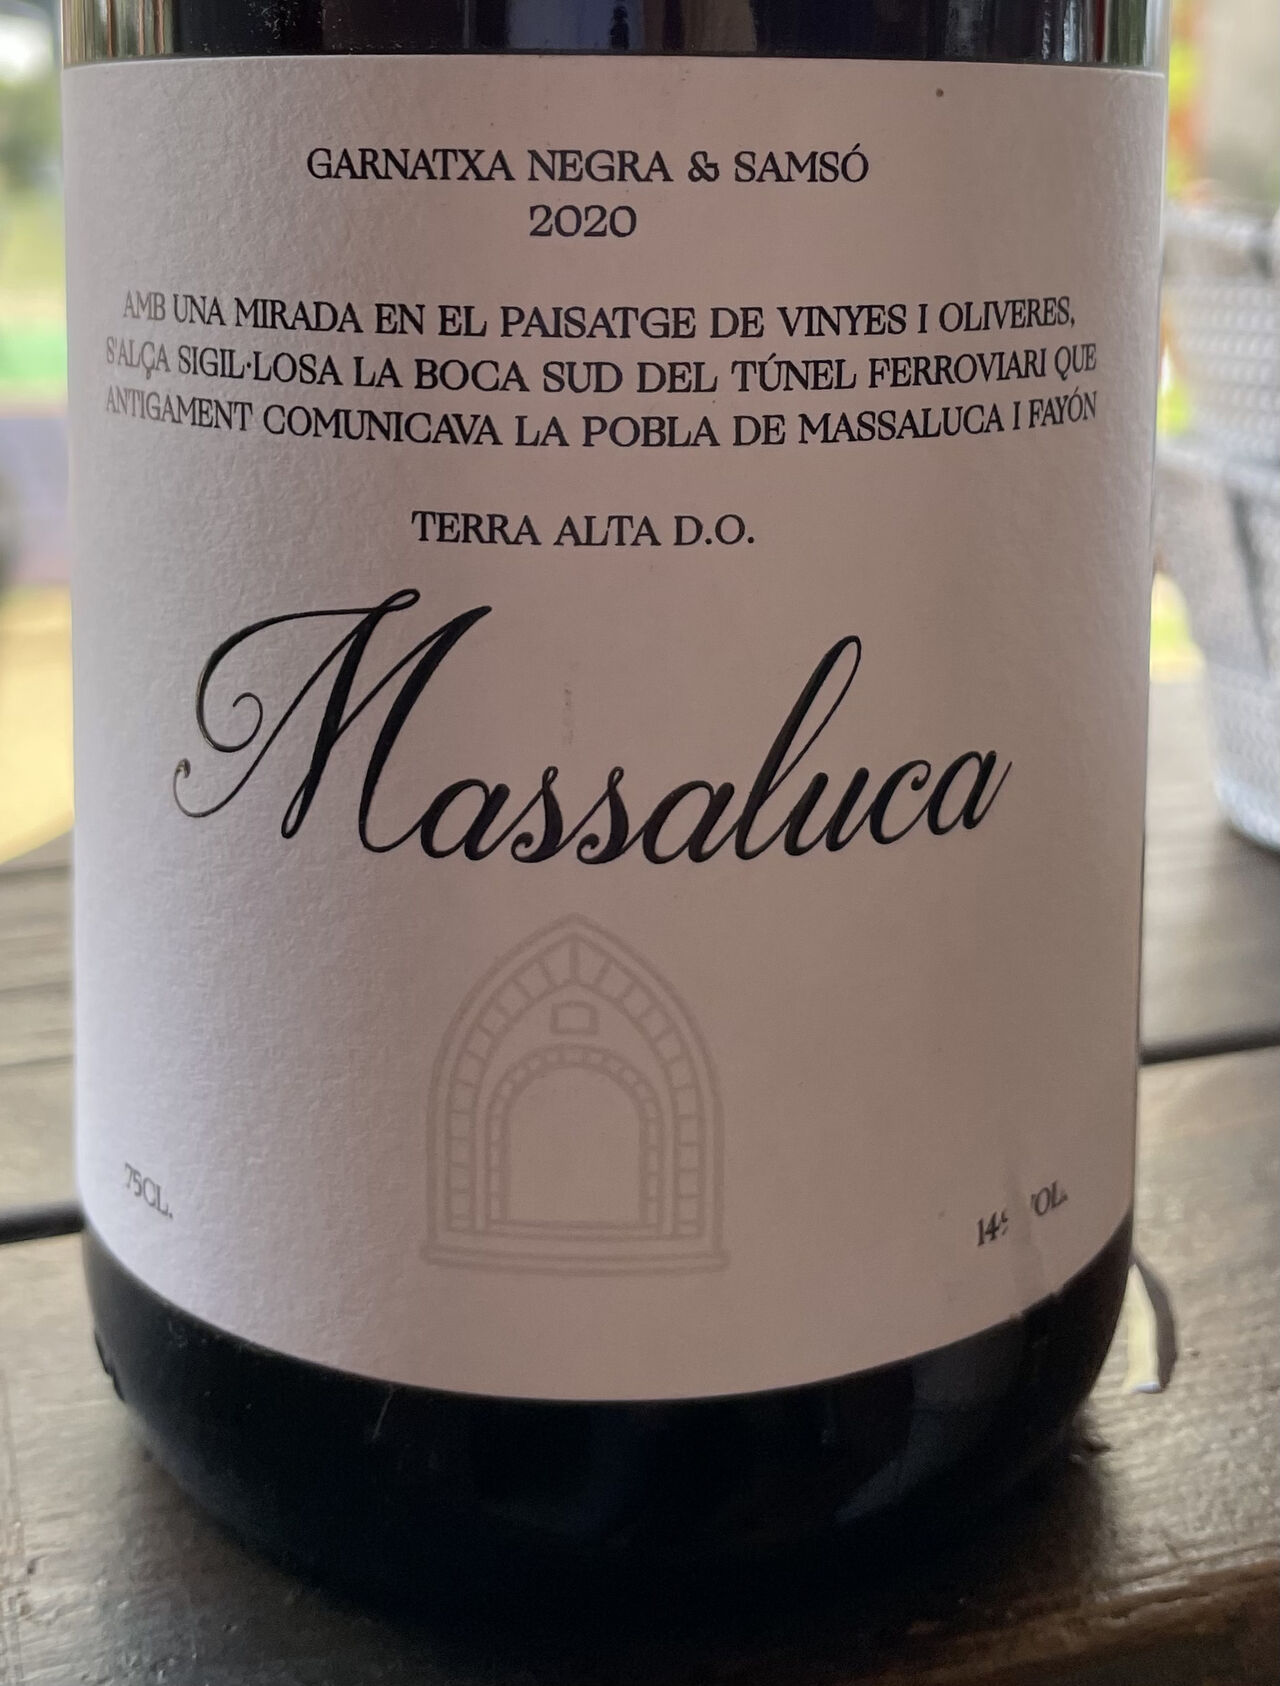 GARNATXA NEGRA & SAMSÓ
2020
AMB UNA MIRADA EN EL PAISATGE DE VINYES I OLIVERES,
S'ALÇA SIGIL·LOSA LA BOCA SUD DEL TÚNEL FERROVIARI QUE
ANTIGAMENT COMUNICAVA LA POBLA DE MASSALUCA I FAYÓN
TERRA ALTA D.O.
Massaluca
75CL.